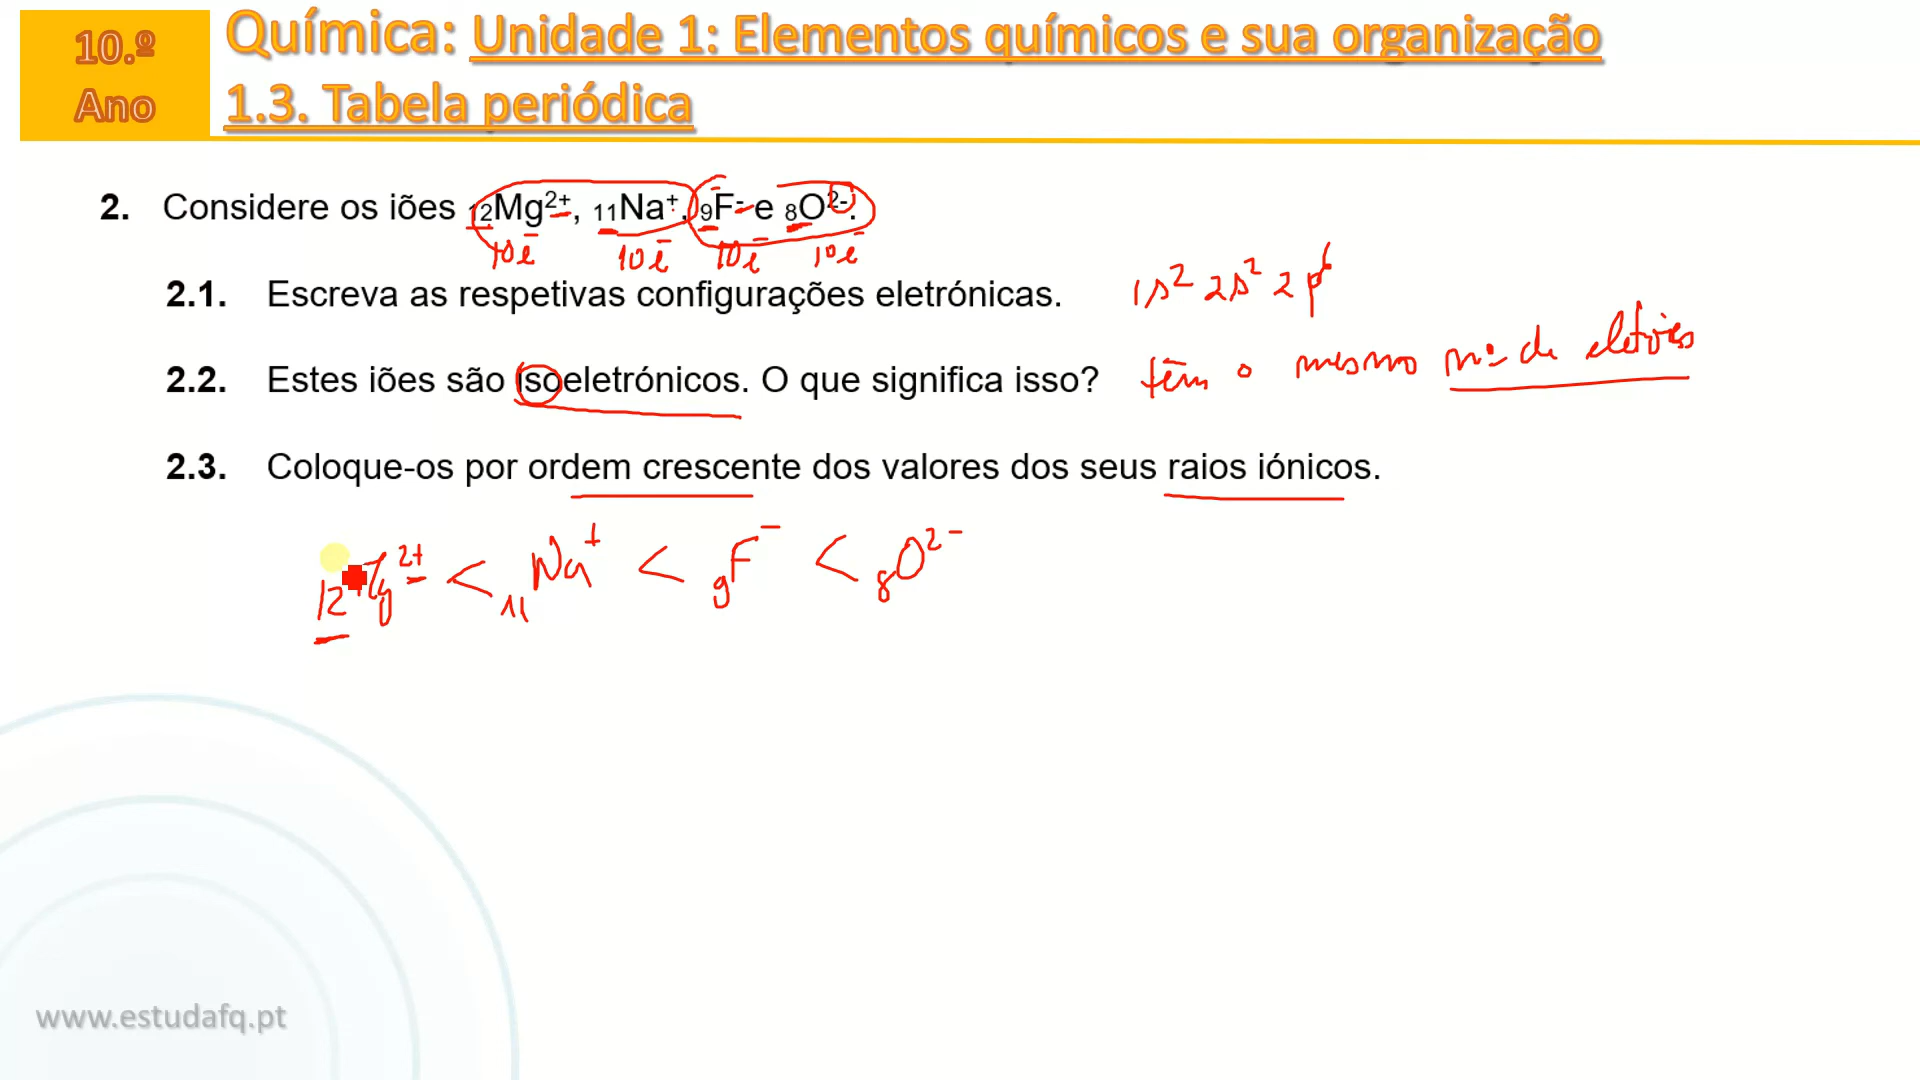 10.º
Ano
Química: Unidade 1: Elementos químicos e sua organização
1.3. Tabela periódica
2. Considere os iões ₁₂Mg²⁺, ₁₁Na⁺, ₉F⁻ e ₈O²⁻.
10e⁻ 10e⁻ 10e⁻ 10e⁻
2.1. Escreva as respetivas configurações eletrónicas. 1s² 2s² 2p⁶
2.2. Estes iões são isoeletrónicos. O que significa isso? têm o mesmo nº de eletrões
2.3. Coloque-os por ordem crescente dos valores dos seus raios iónicos.
₁₂Mg²⁺ < ₁₁Na⁺ < ₉F⁻ < ₈O²⁻
www.estudafq.pt